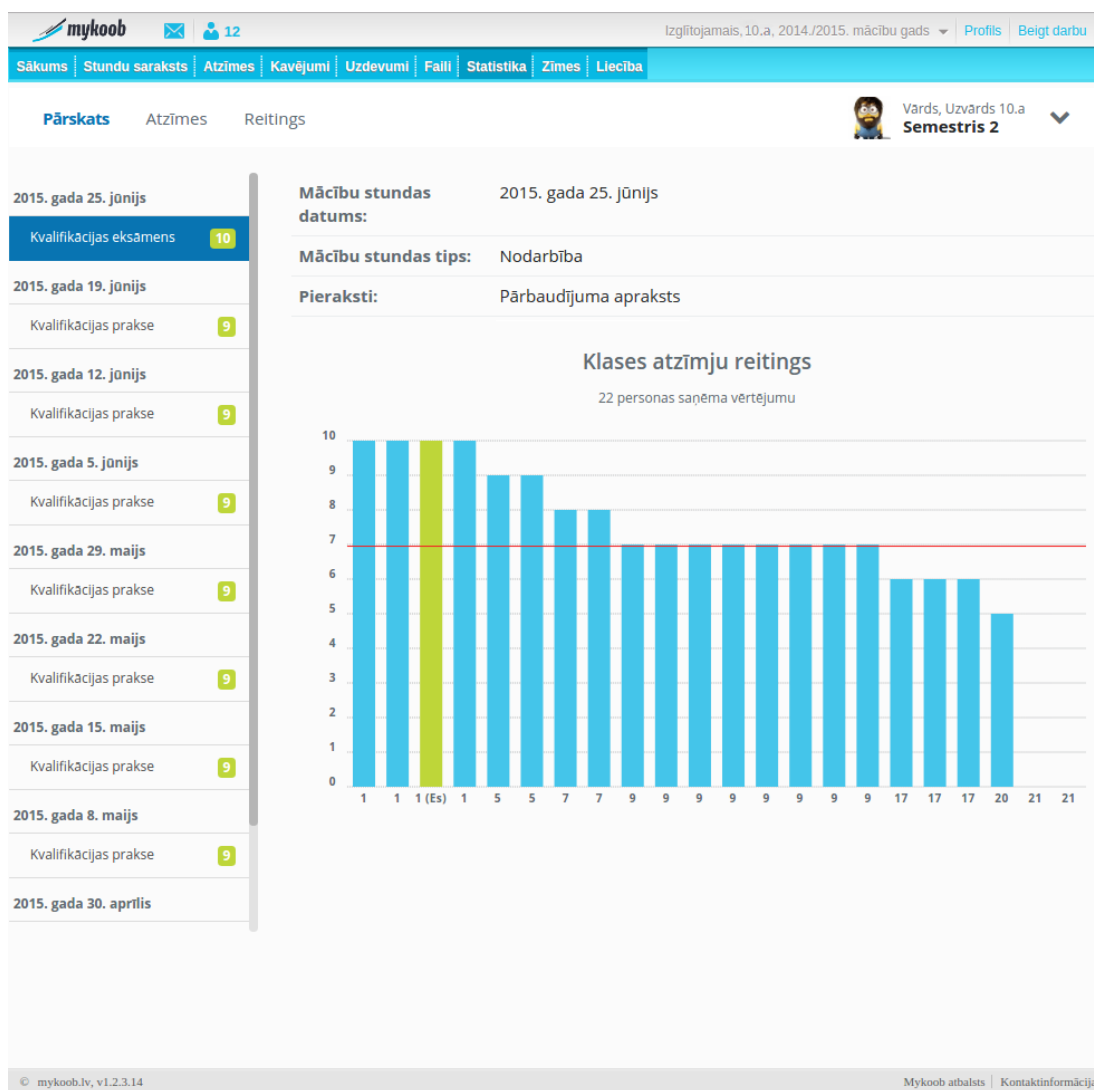 mykoob 12 Izglītojamais,10.a, 2014./2015. mācību gads Profils Beigt darbu
Sākums Stundu saraksts Atzīmes Kavējumi Uzdevumi Faili Statistika Zīmes Liecība
Pārskats Atzīmes Reitings
Vārds, Uzvārds 10.a
Semestris 2
2015. gada 25. jūnijs
Kvalifikācijas eksāmens 10
2015. gada 19. jūnijs
Kvalifikācijas prakse 9
2015. gada 12. jūnijs
Kvalifikācijas prakse 9
2015. gada 5. jūnijs
Kvalifikācijas prakse 9
2015. gada 29. maijs
Kvalifikācijas prakse 9
2015. gada 22. maijs
Kvalifikācijas prakse 9
2015. gada 15. maijs
Kvalifikācijas prakse 9
2015. gada 8. maijs
Kvalifikācijas prakse 9
2015. gada 30. aprīlis
Mācību stundas datums: 2015. gada 25. jūnijs
Mācību stundas tips: Nodarbība
Pieraksti: Pārbaudījuma apraksts
Klases atzīmju reitings
22 personas saņēma vērtējumu
10
9
8
7
6
5
4
3
2
1
0
1 1 1 (Es) 1 5 5 7 7 9 9 9 9 9 9 9 9 17 17 17 20 21 21
© mykoob.lv, v1.2.3.14 Mykoob atbalsts Kontaktinformācija